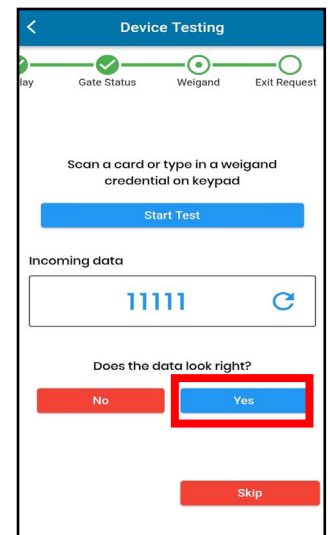 Device Testing
lay Gate Status Weigand Exit Request
Scan a card or type in a weigand
credential on keypad
Start Test
Incoming data
11111
Does the data look right?
No Yes
Skip